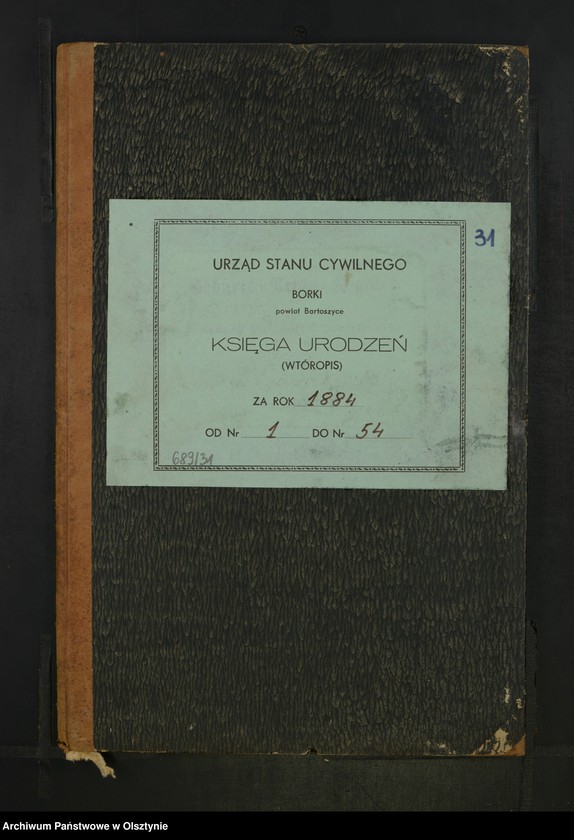 31
URZĄD STANU CYWILNEGO
BORKI
powiat Bartoszyce
KSIĘGA URODZEŃ
(WTÓROPIS)
ZA ROK 1884
OD Nr 1 DO Nr 54
689/31
Archiwum Państwowe w Olsztynie